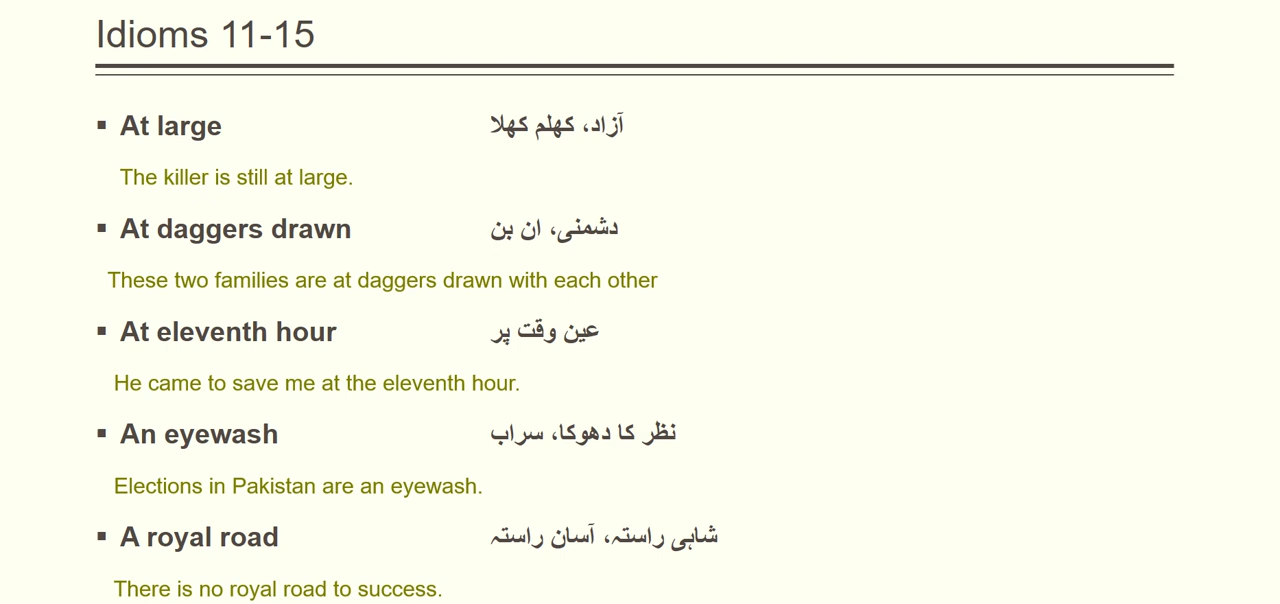 Idioms 11-15
▪ At large آزاد، کھلم کھلا
The killer is still at large.
▪ At daggers drawn دشمنی، ان بن
These two families are at daggers drawn with each other
▪ At eleventh hour عین وقت پر
He came to save me at the eleventh hour.
▪ An eyewash نظر کا دھوکا، سراب
Elections in Pakistan are an eyewash.
▪ A royal road شاہی راستہ، آسان راستہ
There is no royal road to success.